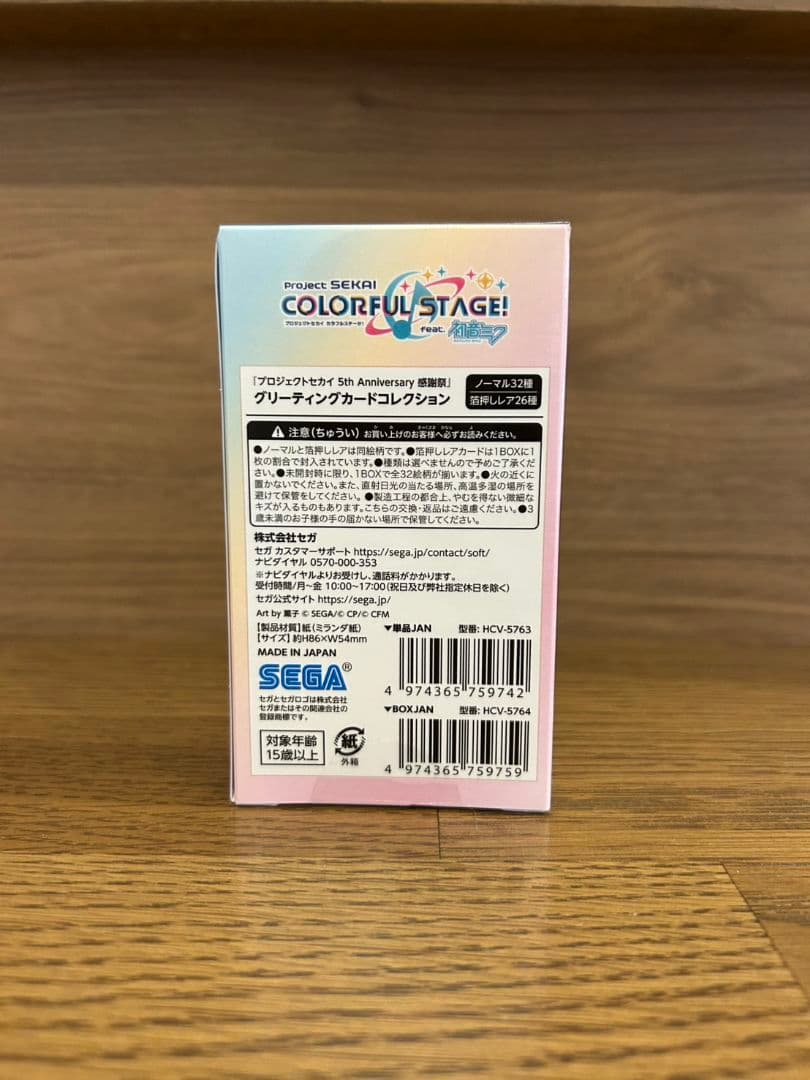 Project SEKAI
COLORFUL STAGE!
プロジェクトセカイ カラフルステージ!
feat. 初音ミク
HATSUNE MIKU
『プロジェクトセカイ 5th Anniversary 感謝祭』
グリーティングカードコレクション
ノーマル32種
箔押しレア26種
注意(ちゅうい) お買い上げのお客様へ必ずお読みください。
●ノーマルと箔押しレアは同絵柄です。●箔押しレアカードは1BOXに1
枚の割合で封入されています。●種類は選べませんので予めご了承くだ
さい。●未開封時に限り、1BOXで全32絵柄が揃います。●火の近くに
置かないでください。また、直射日光の当たる場所、高温多湿の場所を
避けて保管をしてください。●製造工程の都合上、やむを得ない微細な
キズが入るものもあります。こちらの交換・返品はご遠慮ください。●3
歳未満のお子様の手の届かない場所で保管してください。
株式会社セガ
セガ カスタマーサポート https://sega.jp/contact/soft/
ナビダイヤル 0570-000-353
※ナビダイヤルよりお受けし、通話料がかかります。
受付時間/月~金 10:00~17:00(祝日及び弊社指定休日を除く)
セガ公式サイト https://sega.jp/
Art by 薫子 © SEGA/© CP/© CFM
【製品材質】紙(ミランダ紙)
【サイズ】約H86×W54mm
MADE IN JAPAN
SEGA®
セガとセガロゴは株式会社
セガまたはその関連会社の
登録商標です。
対象年齢
15歳以上
紙
外箱
▼単品JAN 型番: HCV-5763
4 974365 759742
▼BOXJAN 型番: HCV-5764
4 974365 759759